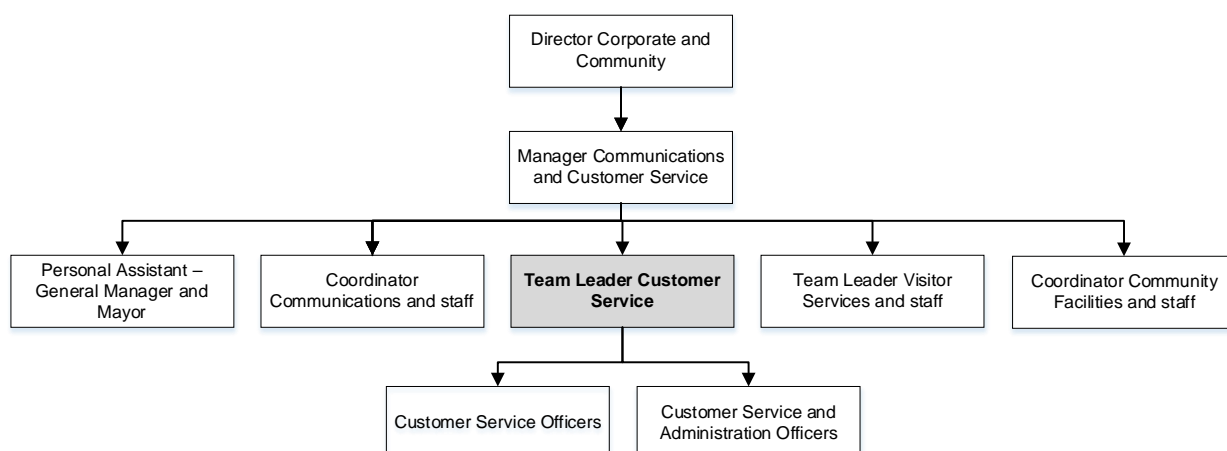 Director Corporate and
Community
Manager Communications
and Customer Service
Personal Assistant –
General Manager and
Mayor
Coordinator
Communications and staff
Team Leader Customer
Service
Team Leader Visitor
Services and staff
Coordinator Community
Facilities and staff
Customer Service Officers
Customer Service and
Administration Officers